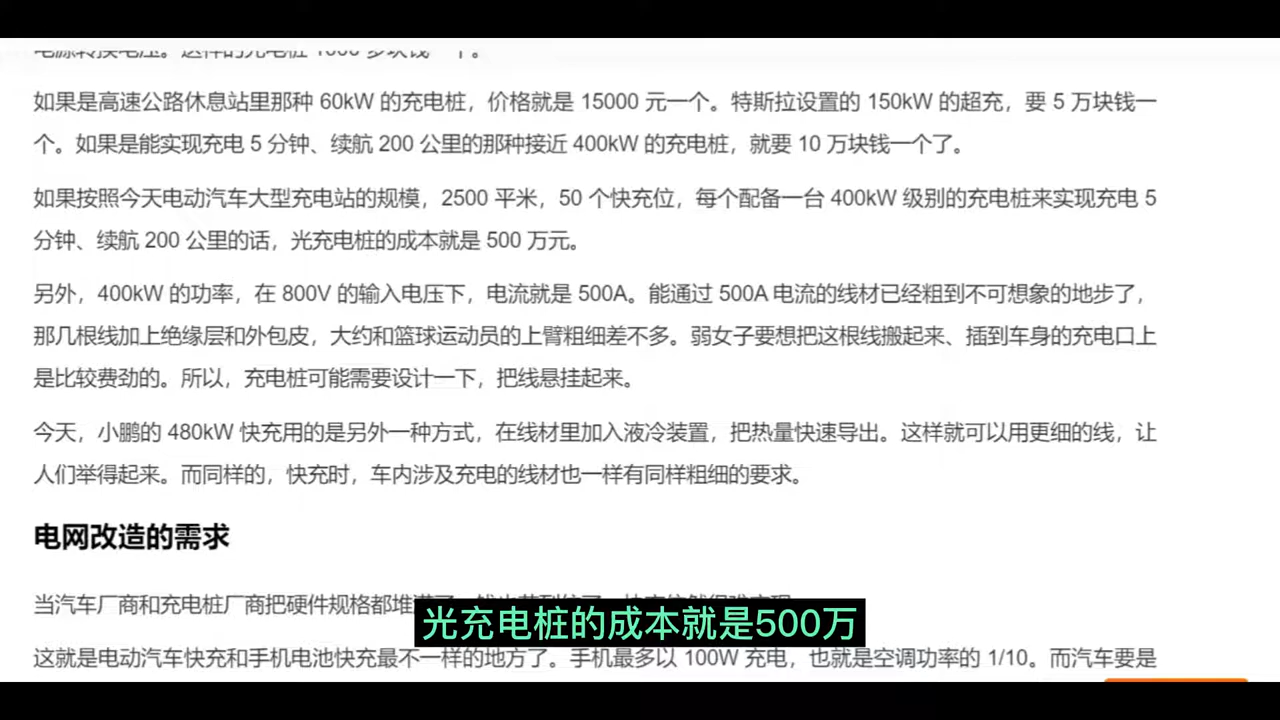 电源转换电压。这样的充电桩 1000 多块钱一个。
如果是高速公路休息站里那种 60kW 的充电桩，价格就是 15000 元一个。特斯拉设置的 150kW 的超充，要 5 万块钱一
个。如果是能实现充电 5 分钟、续航 200 公里的那种接近 400kW 的充电桩，就要 10 万块钱一个了。
如果按照今天电动汽车大型充电站的规模，2500 平米，50 个快充位，每个配备一台 400kW 级别的充电桩来实现充电 5
分钟、续航 200 公里的话，光充电桩的成本就是 500 万元。
另外，400kW 的功率，在 800V 的输入电压下，电流就是 500A。能通过 500A 电流的线材已经粗到不可想象的地步了，
那几根线加上绝缘层和外包皮，大约和篮球运动员的上臂粗细差不多。弱女子要想把这根线搬起来、插到车身的充电口上
是比较费劲的。所以，充电桩可能需要设计一下，把线悬挂起来。
今天，小鹏的 480kW 快充用的是另外一种方式，在线材里加入液冷装置，把热量快速导出。这样就可以用更细的线，让
人们举得起来。而同样的，快充时，车内涉及充电的线材也一样有同样粗细的要求。
电网改造的需求
当汽车厂商和充电桩厂商把硬件规格都堆
光充电桩的成本就是500万
这就是电动汽车快充和手机电池快充最不一样的地方了。手机最多以 100W 充电，也就是空调功率的 1/10。而汽车要是